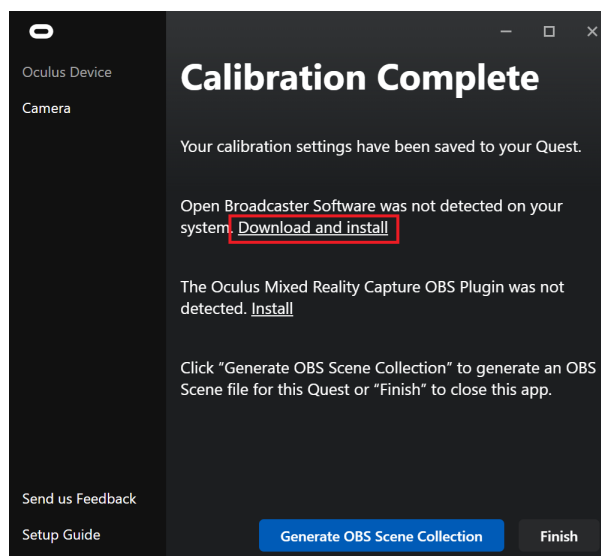 Oculus Device
Camera
Calibration Complete
Your calibration settings have been saved to your Quest.
Open Broadcaster Software was not detected on your
system. Download and install
The Oculus Mixed Reality Capture OBS Plugin was not
detected. Install
Click “Generate OBS Scene Collection” to generate an OBS
Scene file for this Quest or “Finish” to close this app.
Send us Feedback
Setup Guide
Generate OBS Scene Collection
Finish